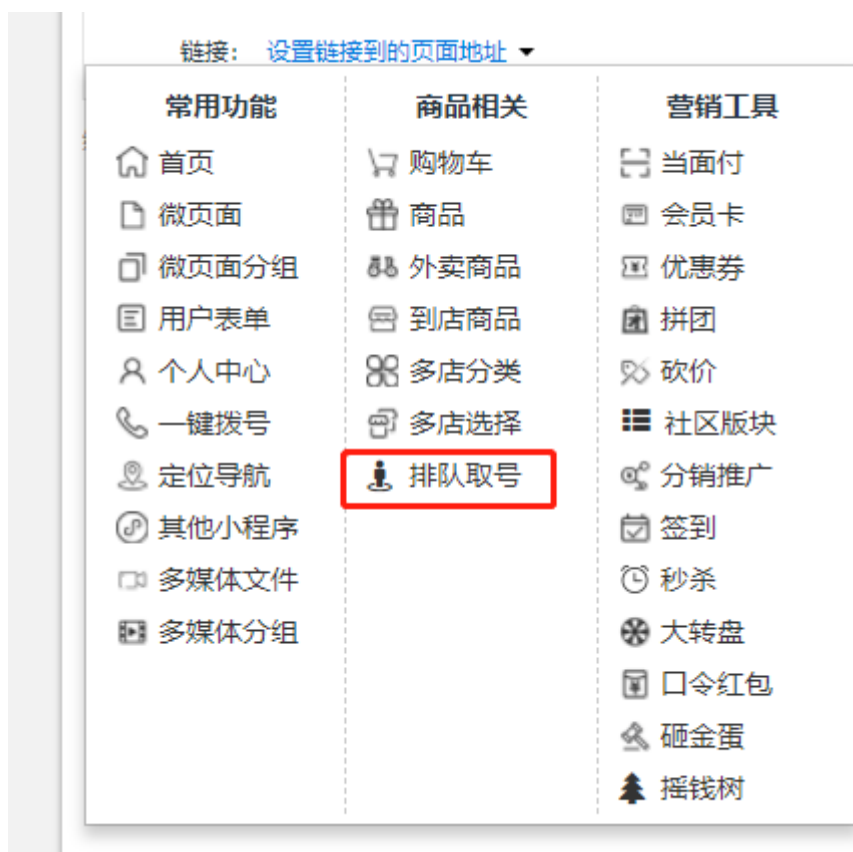 链接： 设置链接到的页面地址
常用功能 商品相关 营销工具
首页 购物车 当面付
微页面 商品 会员卡
微页面分组 外卖商品 优惠券
用户表单 到店商品 拼团
个人中心 多店分类 砍价
一键拨号 多店选择 社区版块
定位导航 排队取号 分销推广
其他小程序 签到
多媒体文件 秒杀
多媒体分组 大转盘
口令红包
砸金蛋
摇钱树